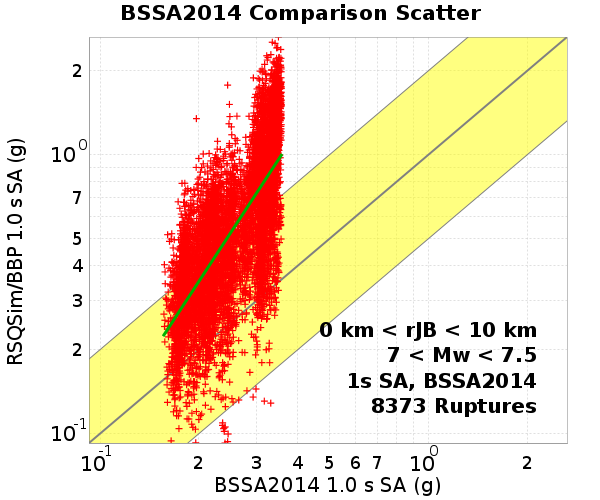 BSSA2014 Comparison Scatter
RSQSim/BBP 1.0 s SA (g)
2
10^0
7
5
4
3
2
10^-1
0 km < rJB < 10 km
7 < Mw < 7.5
1s SA, BSSA2014
8373 Ruptures
10^-1 2 3 4 5 6 7 10^0 2
BSSA2014 1.0 s SA (g)